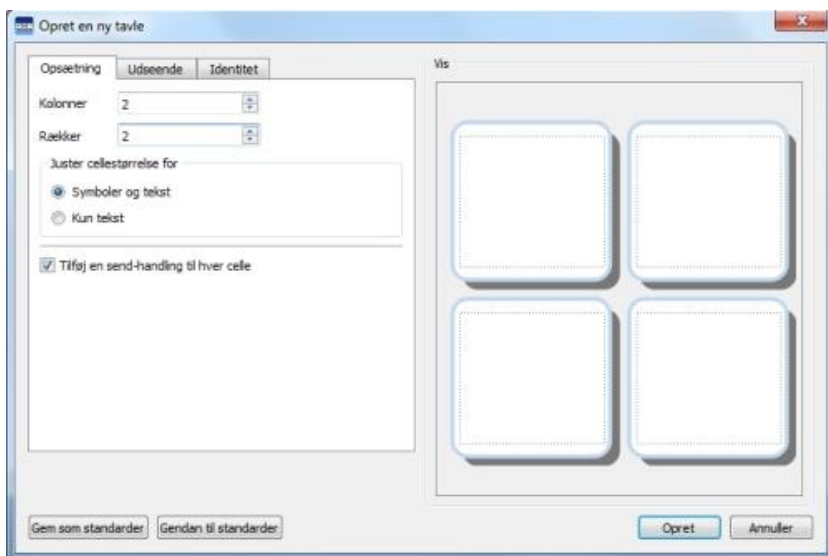 Opret en ny tavle
Opsætning Udseende Identitet
Kolonner 2
Rækker 2
Juster cellestørrelse for
Symboler og tekst
Kun tekst
Tilføj en send-handling til hver celle
Vis
Gem som standarder Gendan til standarder Opret Annuller